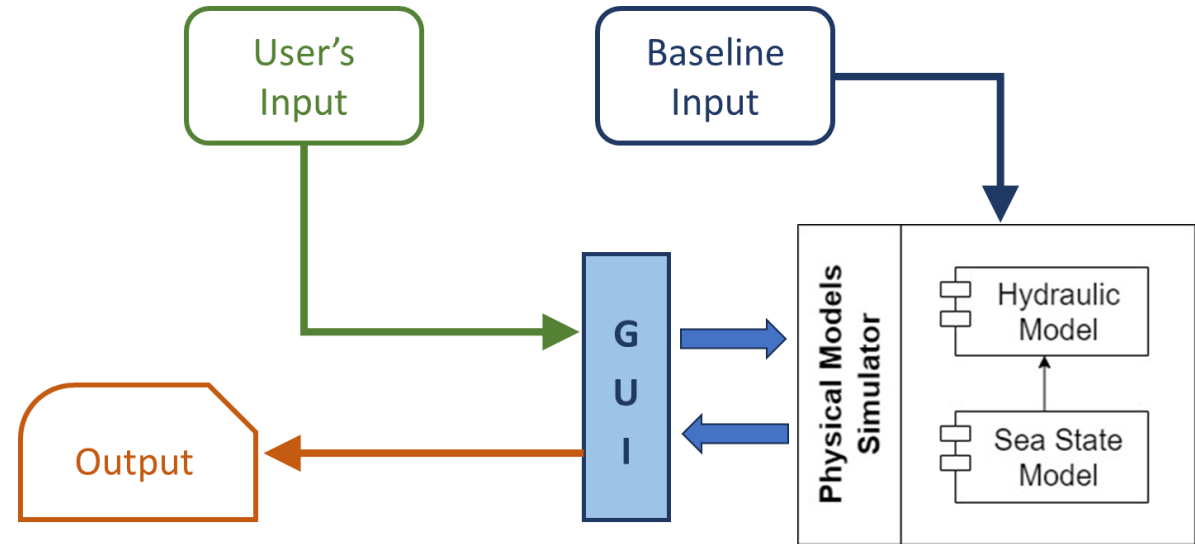 User's
Input
Baseline
Input
G
U
I
Physical Models
Simulator
Hydraulic
Model
Sea State
Model
Output